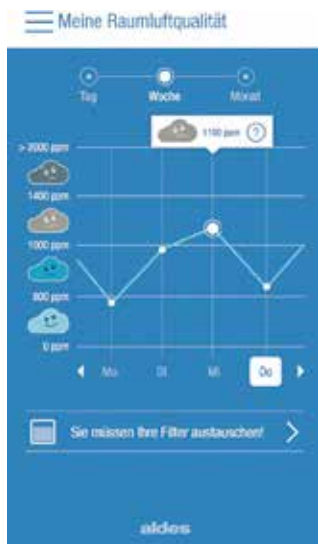 Meine Raumluftqualität
Tag Woche Monat
1100 ppm ?
> 2000 ppm
1400 ppm
1000 ppm
800 ppm
0 ppm
Mo DI Mi Do
Sie müssen Ihre Filter austauschen!
aldes